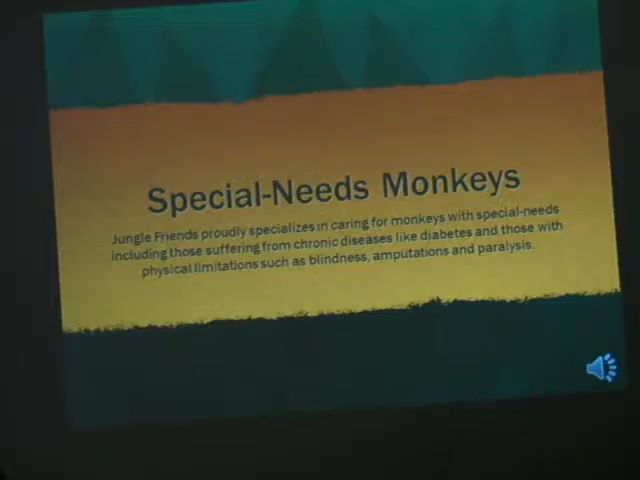 Special-Needs Monkeys
Jungle Friends proudly specializes in caring for monkeys with special-needs
including those suffering from chronic diseases like diabetes and those with
physical limitations such as blindness, amputations and paralysis.